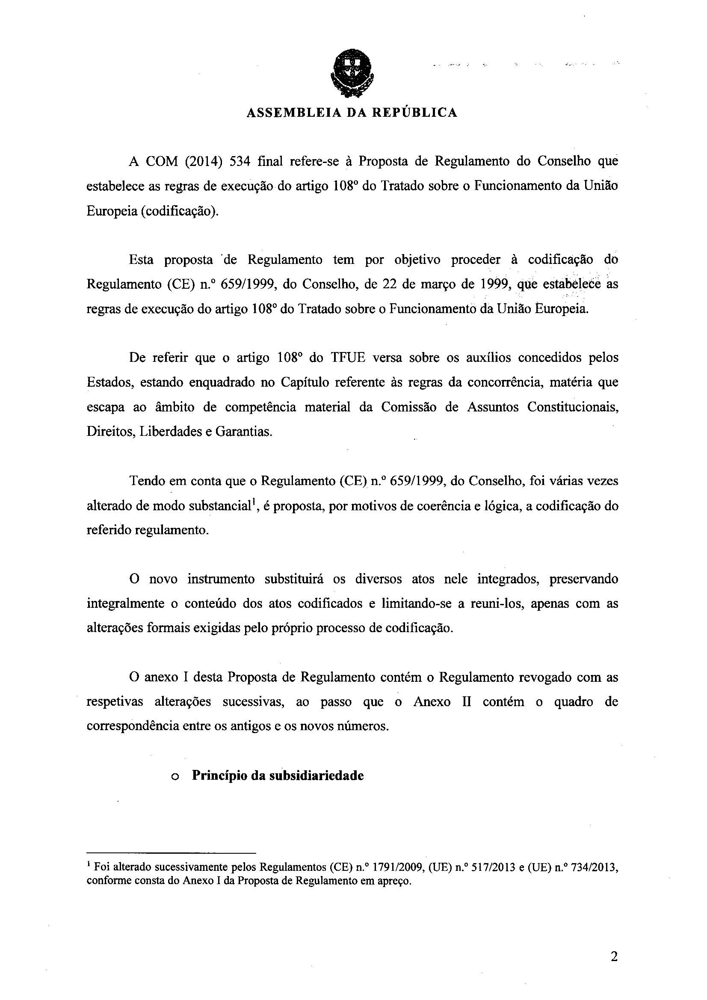 ASSEMBLEIA DA REPÚBLICA
A COM (2014) 534 final refere-se à Proposta de Regulamento do Conselho que
estabelece as regras de execução do artigo 108º do Tratado sobre o Funcionamento da União
Europeia (codificação).
Esta proposta de Regulamento tem por objetivo proceder à codificação do
Regulamento (CE) n.º 659/1999, do Conselho, de 22 de março de 1999, que estabelece as
regras de execução do artigo 108º do Tratado sobre o Funcionamento da União Europeia.
De referir que o artigo 108º do TFUE versa sobre os auxílios concedidos pelos
Estados, estando enquadrado no Capítulo referente às regras da concorrência, matéria que
escapa ao âmbito de competência material da Comissão de Assuntos Constitucionais,
Direitos, Liberdades e Garantias.
Tendo em conta que o Regulamento (CE) n.º 659/1999, do Conselho, foi várias vezes
alterado de modo substancial¹, é proposta, por motivos de coerência e lógica, a codificação do
referido regulamento.
O novo instrumento substituirá os diversos atos nele integrados, preservando
integralmente o conteúdo dos atos codificados e limitando-se a reuni-los, apenas com as
alterações formais exigidas pelo próprio processo de codificação.
O anexo I desta Proposta de Regulamento contém o Regulamento revogado com as
respetivas alterações sucessivas, ao passo que o Anexo II contém o quadro de
correspondência entre os antigos e os novos números.
o Princípio da subsidiariedade
¹ Foi alterado sucessivamente pelos Regulamentos (CE) n.º 1791/2009, (UE) n.º 517/2013 e (UE) n.º 734/2013,
conforme consta do Anexo I da Proposta de Regulamento em apreço.
2